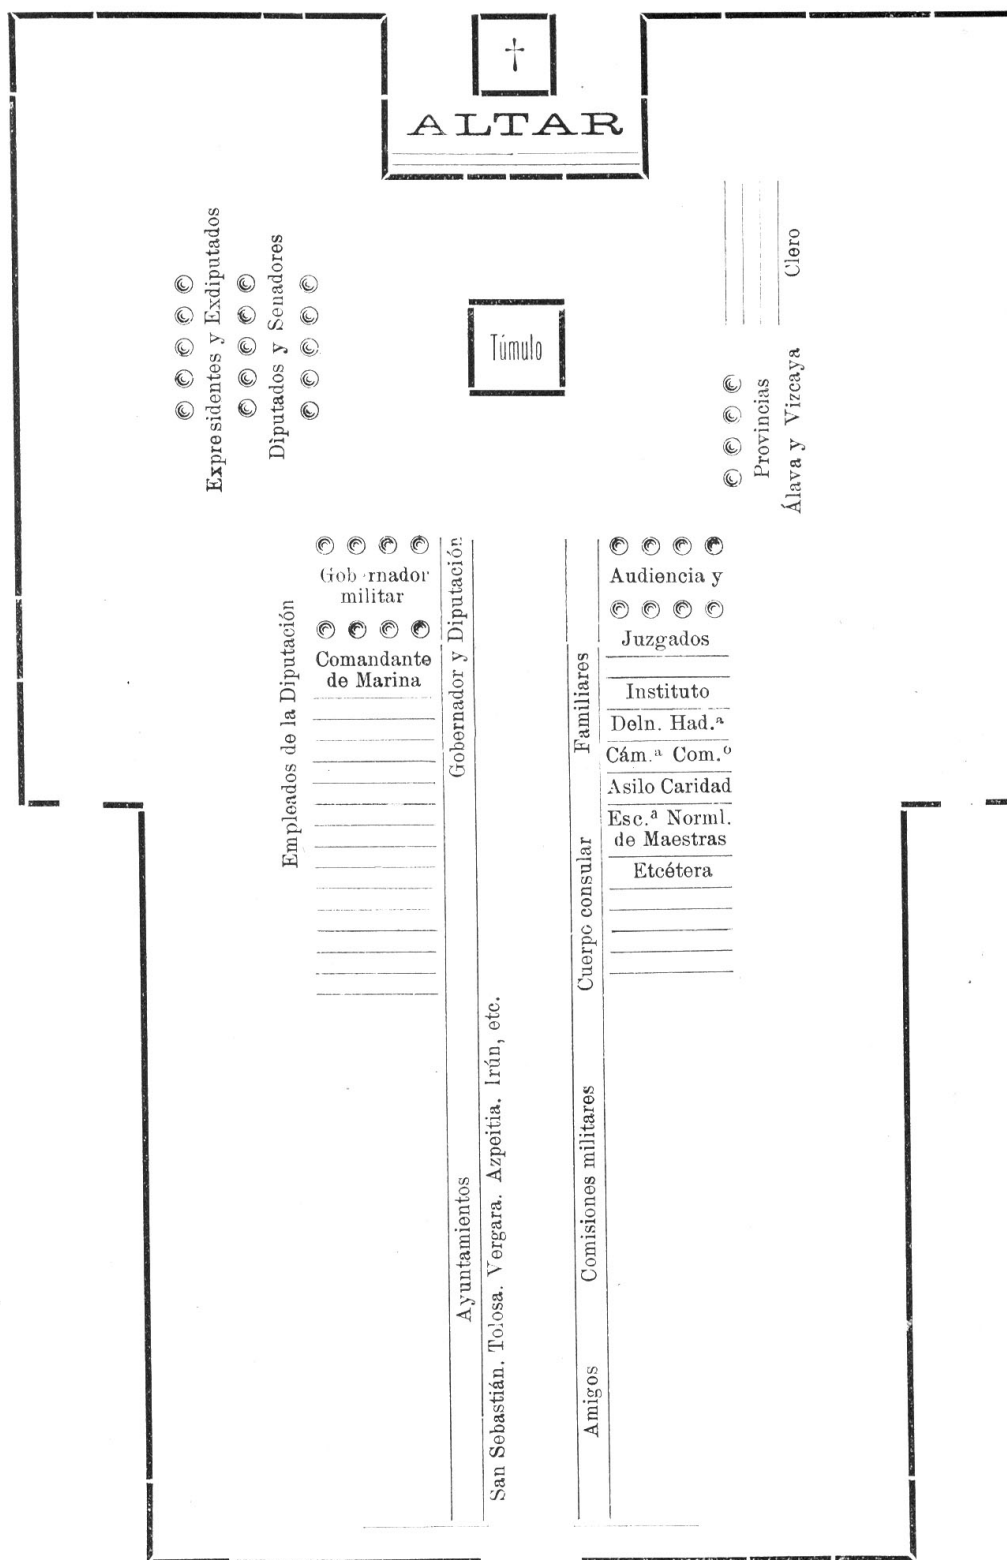 †
ALTAR
Expresidentes y Exdiputados
Diputados y Senadores
Túmulo
Clero
Provincias
Álava y Vizcaya
Empleados de la Diputación
Gob rnador
militar
Comandante
de Marina
Gobernador y Diputación
Ayuntamientos
San Sebastián. Tolosa. Vergara. Azpeitia. Irún, etc.
Familiares
Cuerpo consular
Comisiones militares
Amigos
Audiencia y
Juzgados
Instituto
Deln. Had.ª
Cám.ª Com.º
Asilo Caridad
Esc.ª Norml.
de Maestras
Etcétera